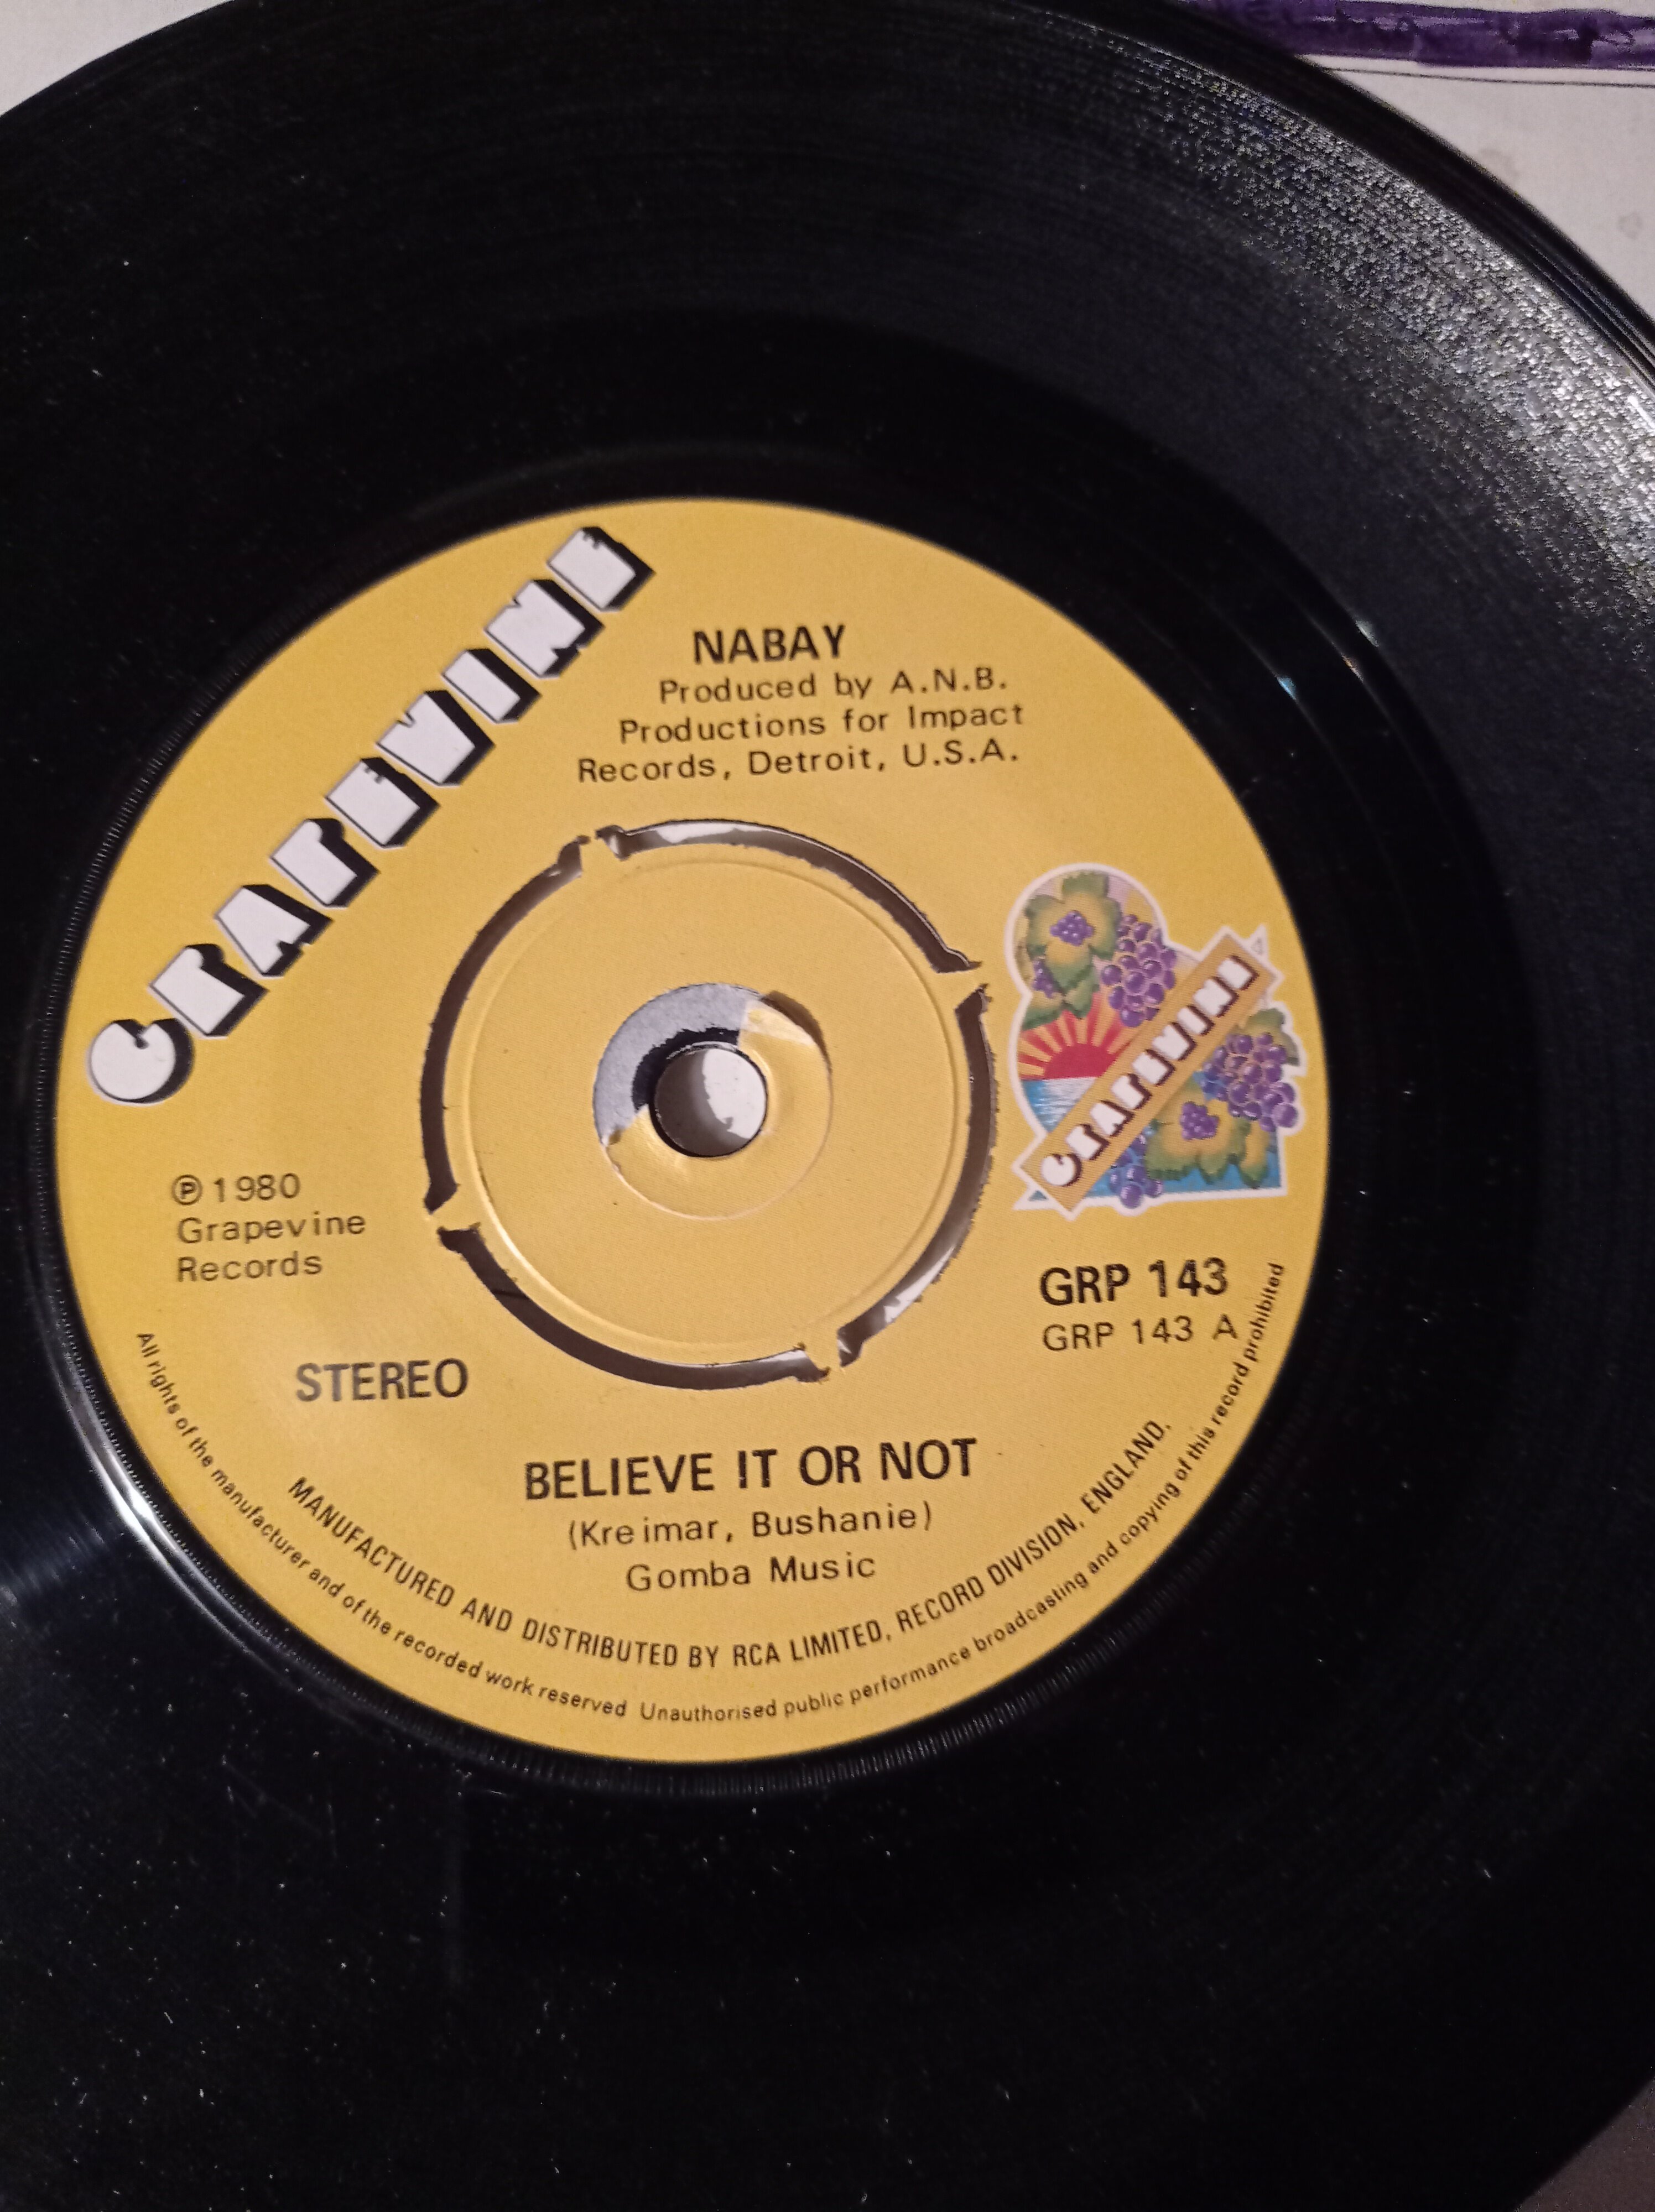 GRAPEVINE
NABAY
Produced by A.N.B.
Productions for Impact
Records, Detroit, U.S.A.
GRAPEVINE
℗ 1980
Grapevine
Records
GRP 143
GRP 143 A
STEREO
BELIEVE IT OR NOT
(Kreimar, Bushanie)
Gomba Music
MANUFACTURED AND DISTRIBUTED BY RCA LIMITED, RECORD DIVISION, ENGLAND.
All rights of the manufacturer and of the recorded work reserved Unauthorised public performance broadcasting and copying of this record prohibited